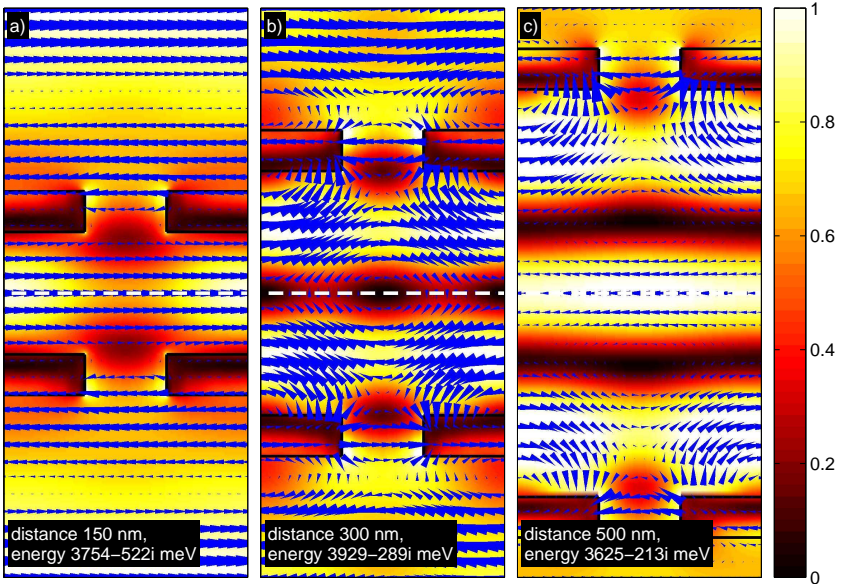 a)
b)
c)
distance 150 nm,
energy 3754−522i meV
distance 300 nm,
energy 3929−289i meV
distance 500 nm,
energy 3625−213i meV
1
0.8
0.6
0.4
0.2
0